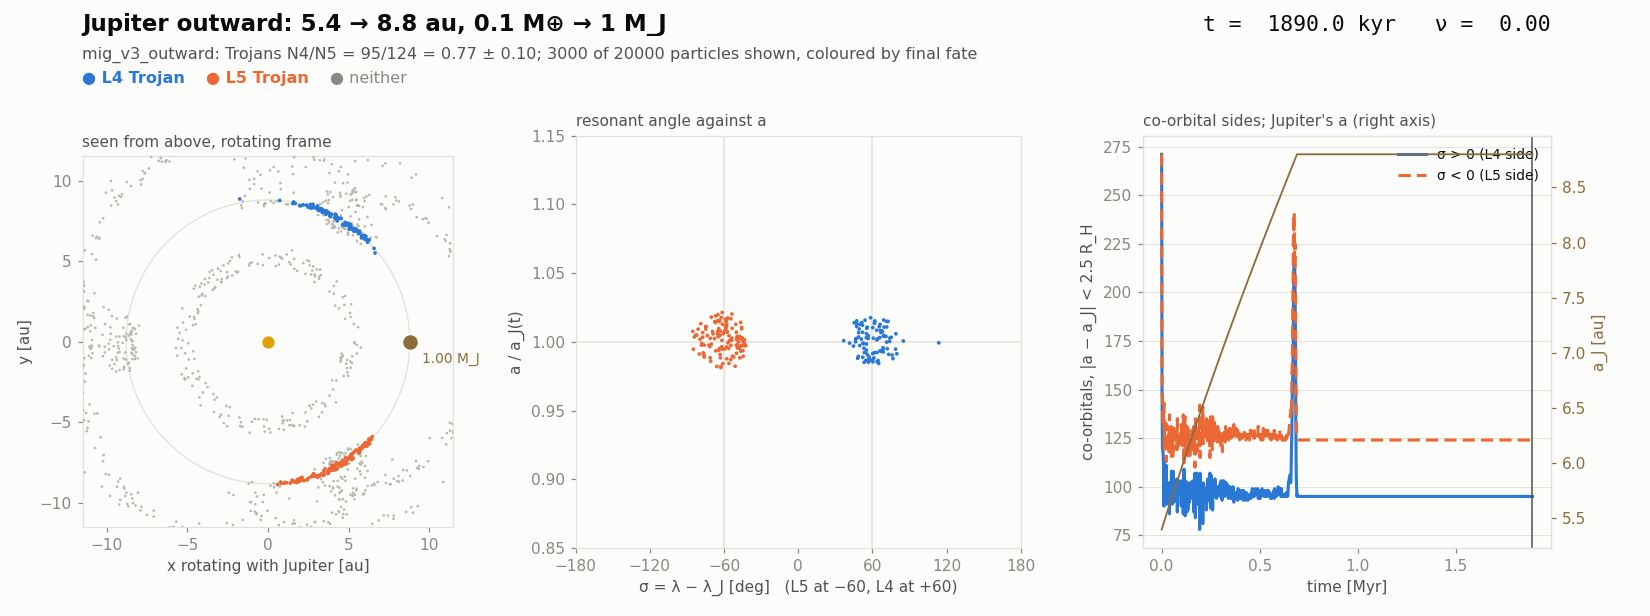 Jupiter outward: 5.4 → 8.8 au, 0.1 M⊕ → 1 M_J
t =  1890.0 kyr   ν =  0.00
mig_v3_outward: Trojans N4/N5 = 95/124 = 0.77 ± 0.10; 3000 of 20000 particles shown, coloured by final fate
● L4 Trojan ● L5 Trojan ● neither
seen from above, rotating frame
10
5
0
−5
−10
y [au]
1.00 M_J
−10 −5 0 5 10
x rotating with Jupiter [au]
resonant angle against a
1.15
1.10
1.05
1.00
0.95
0.90
0.85
a / a_J(t)
−180 −120 −60 0 60 120 180
σ = λ − λ_J [deg]   (L5 at −60, L4 at +60)
co-orbital sides; Jupiter's a (right axis)
275
250
225
200
175
150
125
100
75
co-orbitals, |a − a_J| < 2.5 R_H
σ > 0 (L4 side)
σ < 0 (L5 side)
8.5
8.0
7.5
7.0
6.5
6.0
5.5
a_J [au]
0.0 0.5 1.0 1.5
time [Myr]